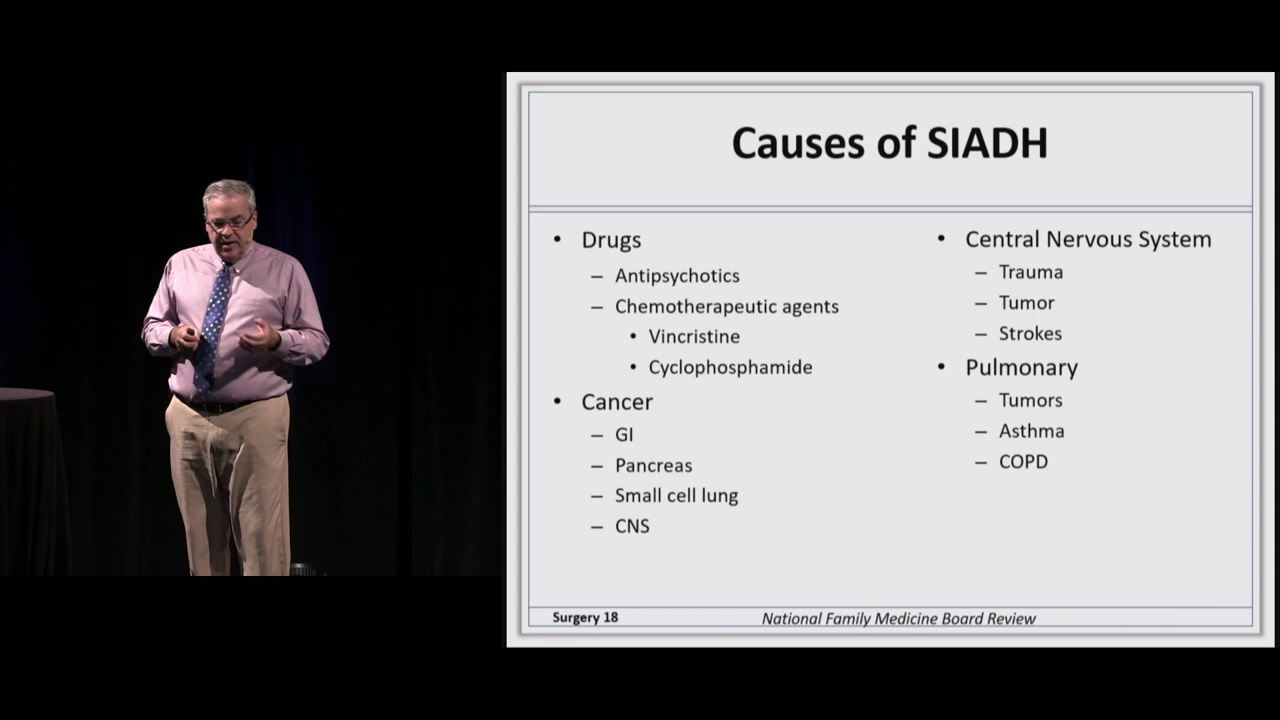 Causes of SIADH
• Drugs
– Antipsychotics
– Chemotherapeutic agents
• Vincristine
• Cyclophosphamide
• Cancer
– GI
– Pancreas
– Small cell lung
– CNS
• Central Nervous System
– Trauma
– Tumor
– Strokes
• Pulmonary
– Tumors
– Asthma
– COPD
Surgery 18
National Family Medicine Board Review